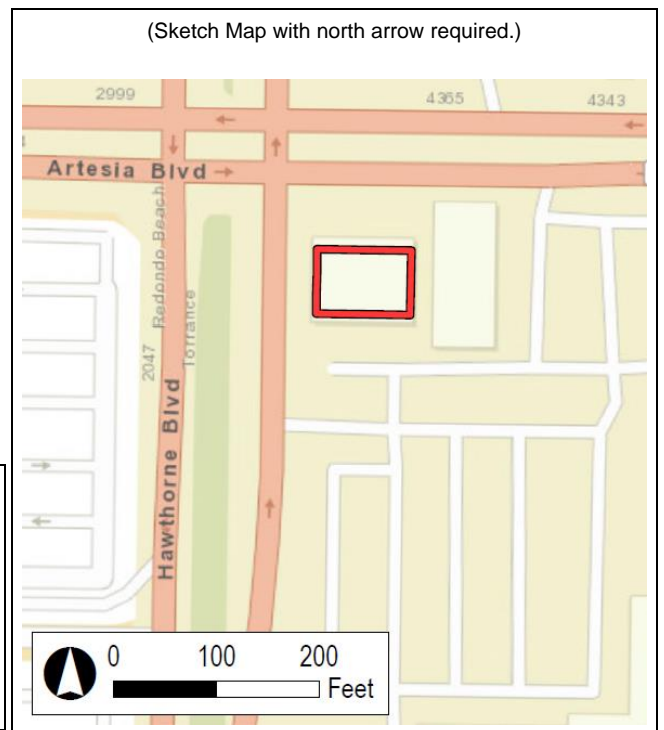 (Sketch Map with north arrow required.)
2999
4365
4343
Artesia Blvd
Redondo Beach
Torrance
2047
Hawthorne Blvd
0 100 200
Feet